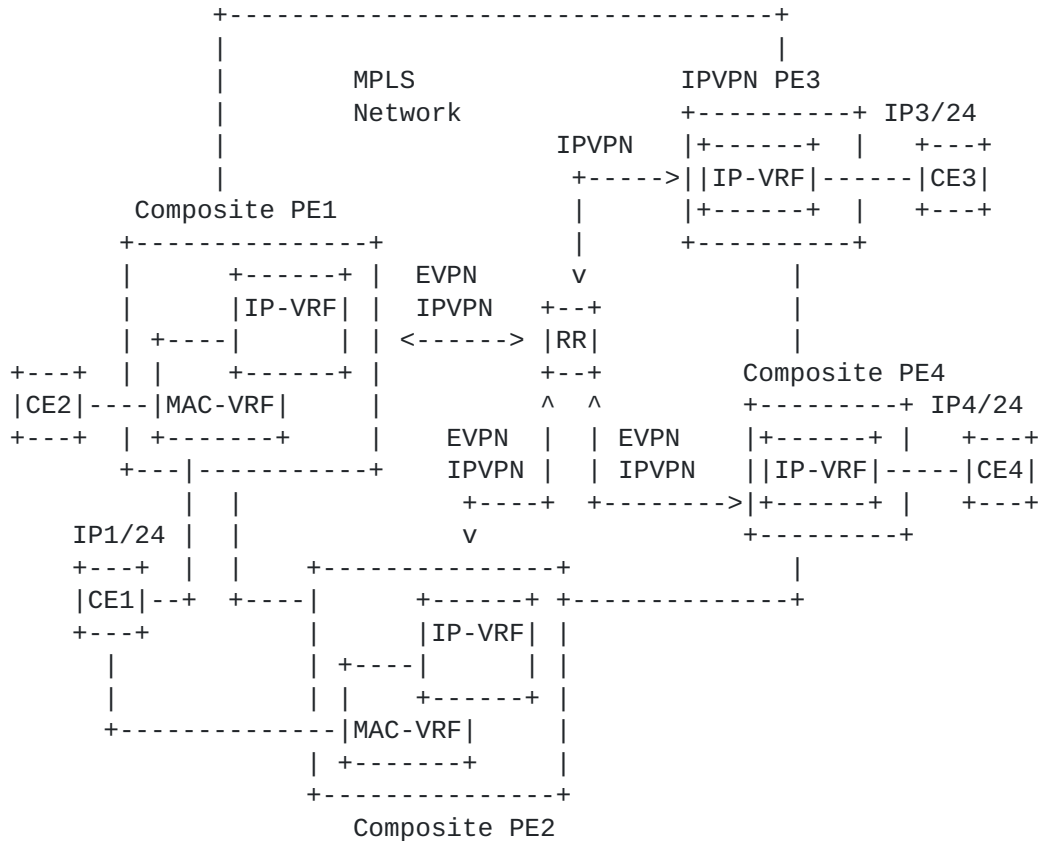 MPLS IPVPN PE3
Network IP3/24
IPVPN
IP-VRF CE3
Composite PE1
EVPN
IP-VRF IPVPN
RR
Composite PE4
CE2 MAC-VRF IP4/24
EVPN EVPN
IPVPN IPVPN IP-VRF CE4
IP1/24
CE1
IP-VRF
MAC-VRF
Composite PE2